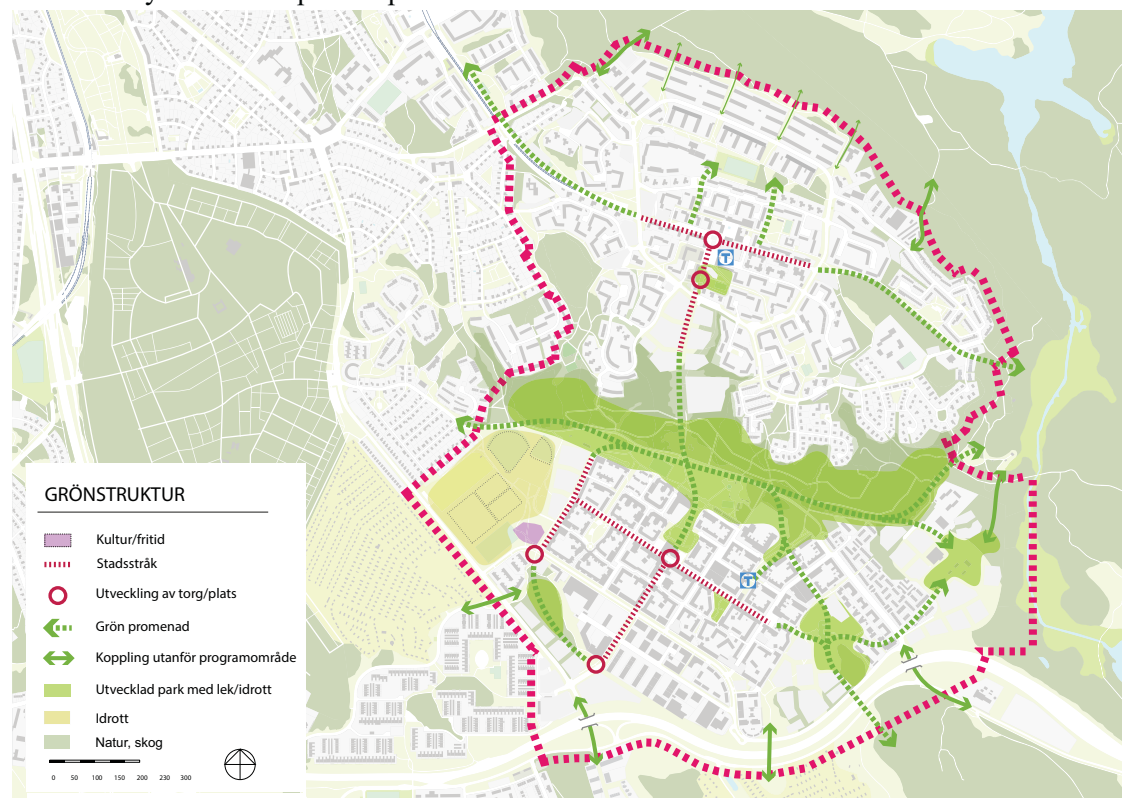 GRÖNSTRUKTUR
Kultur/fritid
Stadsstråk
Utveckling av torg/plats
Grön promenad
Koppling utanför programområde
Utvecklad park med lek/idrott
Idrott
Natur, skog
0 50 100 150 200 230 300
T
T